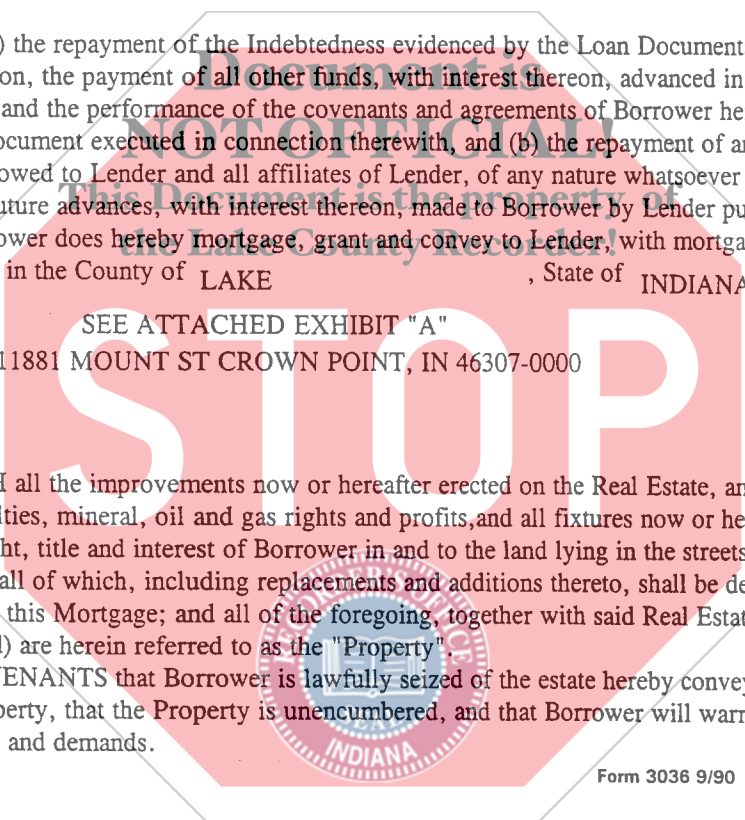 ) the repayment of the Indebtedness evidenced by the Loan Document
Document is
on, the payment of all other funds, with interest thereon, advanced in
and the performance of the covenants and agreements of Borrower he
NOT OFFICIAL!
ocument executed in connection therewith, and (b) the repayment of an
owed to Lender and all affiliates of Lender, of any nature whatsoever
This Document is the property of
uture advances, with interest thereon, made to Borrower by Lender pu
the Lake County Recorder!
ower does hereby mortgage, grant and convey to Lender, with mortga
in the County of LAKE , State of INDIANA
SEE ATTACHED EXHIBIT "A"
11881 MOUNT ST CROWN POINT, IN 46307-0000
STOP
all the improvements now or hereafter erected on the Real Estate, an
lties, mineral, oil and gas rights and profits,and all fixtures now or he
ht, title and interest of Borrower in and to the land lying in the streets
all of which, including replacements and additions thereto, shall be de
this Mortgage; and all of the foregoing, together with said Real Estat
) are herein referred to as the "Property".
VENANTS that Borrower is lawfully seized of the estate hereby convey
perty, that the Property is unencumbered, and that Borrower will warr
and demands.
RECORDER'S OFFICE
SEAL
INDIANA
Form 3036 9/90